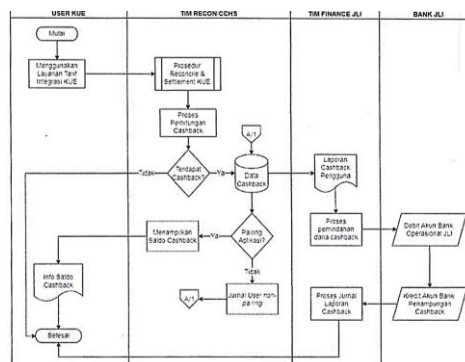 USER KUE
TIM RECON/CCHS
TIM FINANCE JLI
BANK JLI
Mulai
Menggunakan
Layanan Tarif
Integrasi KUE
Prosedur
Reconcile &
Settlement KUE
Proses
Perhitungan
Cashback
A/1
Tidak
Terdapat
Cashback?
Ya
Data
Cashback
Laporan
Cashback
Pengguna
Menampilkan
Saldo Cashback
Ya
Pairing
Aplikasi?
Proses
pemindahan
dana cashback
Debit Akun Bank
Operasional JLI
Tidak
Info Saldo
Cashback
A/1
Jurnal User non-
pairing
Proses Jurnal
Laporan
Cashback
Kredit Akun Bank
Penampungan
Cashback
Selesai